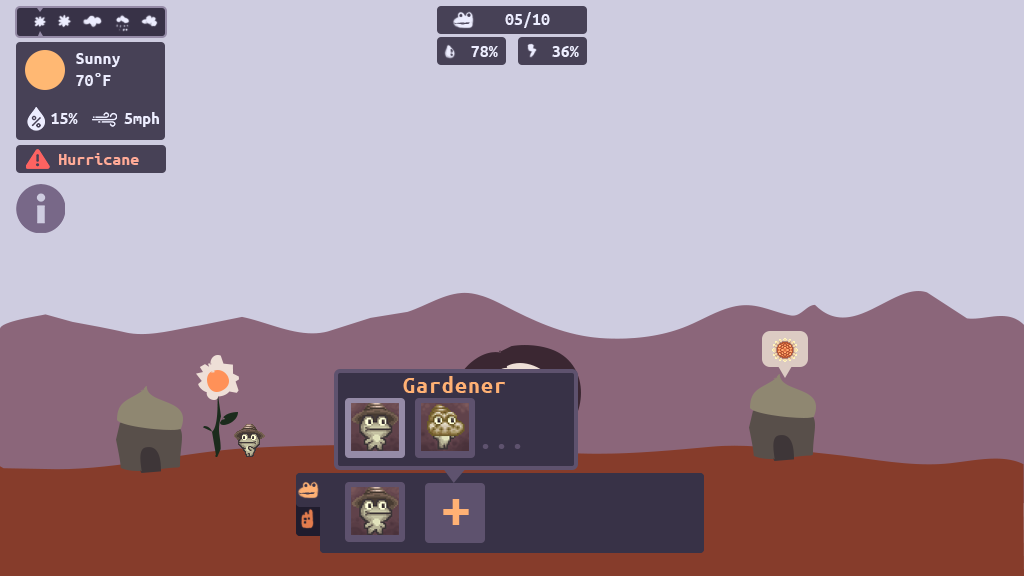 05/10
78% 36%
Sunny
70°F
15% 5mph
Hurricane
Gardener